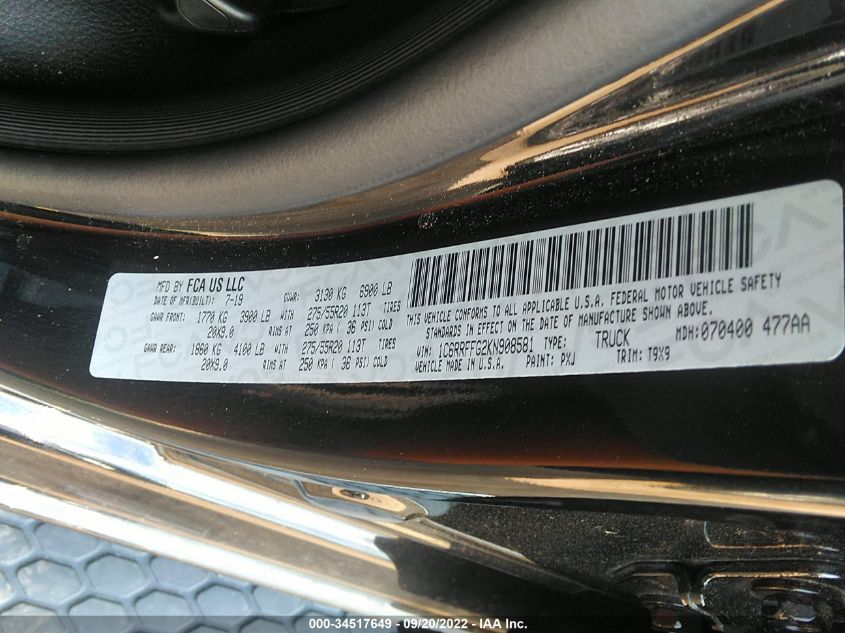 MFD BY FCA US LLC
DATE OF MFR(BUILT): 7-19 GVWR: 3130 KG 6900 LB
GAWR FRONT: 1770 KG 3900 LB WITH 275/55R20 113T TIRES
20X9.0 RIMS AT 250 KPA ( 36 PSI) COLD
GAWR REAR: 1860 KG 4100 LB WITH 275/55R20 113T TIRES
20X9.0 RIMS AT 250 KPA ( 36 PSI) COLD
THIS VEHICLE CONFORMS TO ALL APPLICABLE U.S.A. FEDERAL MOTOR VEHICLE SAFETY
STANDARDS IN EFFECT ON THE DATE OF MANUFACTURE SHOWN ABOVE.
VIN: 1C6RRFFG2KN908581 TYPE: TRUCK MDH: 070400 477AA
VEHICLE MADE IN U.S.A. PAINT: PXJ TRIM: T9X9
000-34517649 - 09/20/2022 - IAA Inc.